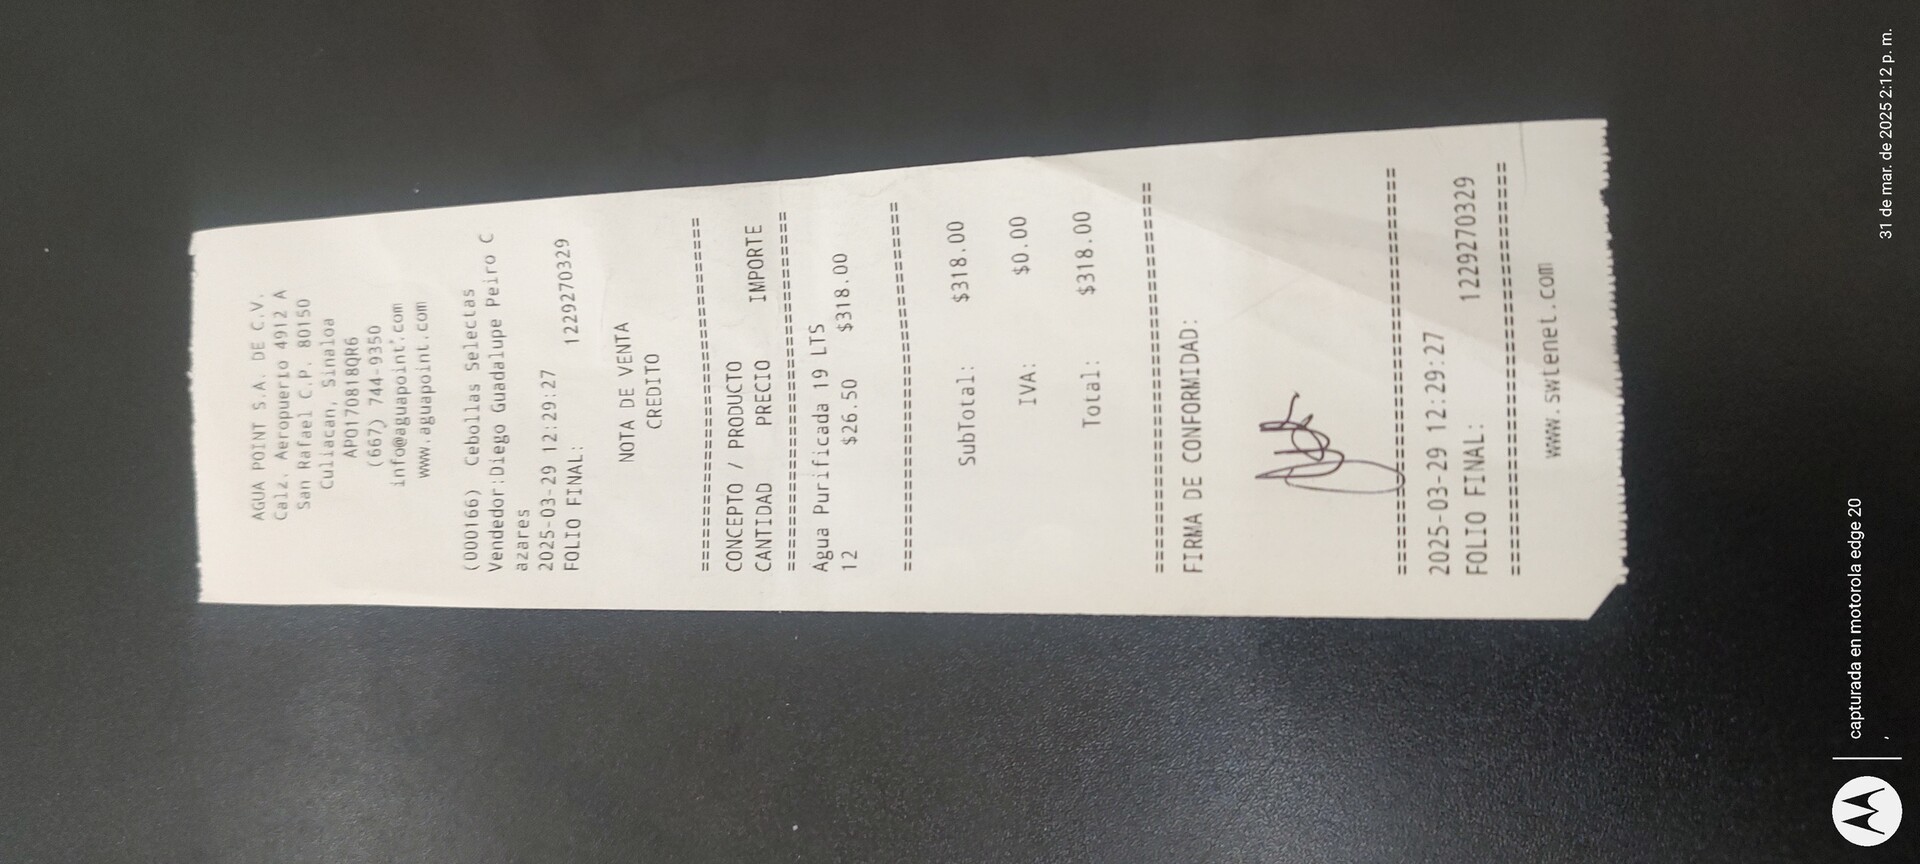 AGUA POINT S.A. DE C.V.
Calz. Aeropuerto 4912 A
San Rafael C.P. 80150
Culiacan, Sinaloa
APO170818QR6
(667) 744-9350
info@aguapoint.com
www.aguapoint.com
(000166) Cebollas Selectas
Vendedor:Diego Guadalupe Peiro C
azares
2025-03-29 12:29:27
FOLIO FINAL: 1229270329
NOTA DE VENTA
CREDITO
================================
CONCEPTO / PRODUCTO
CANTIDAD PRECIO IMPORTE
================================
Agua Purificada 19 LTS
12 $26.50 $318.00
================================
SubTotal: $318.00
IVA: $0.00
Total: $318.00
================================
FIRMA DE CONFORMIDAD:
================================
2025-03-29 12:29:27
FOLIO FINAL: 1229270329
================================
www.swtenet.com
capturada en motorola edge 20
, 31 de mar. de 2025 2:12 p. m.